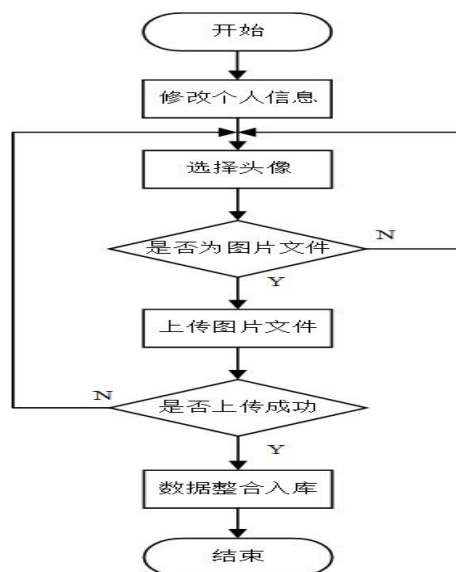 开始
修改个人信息
选择头像
是否为图片文件
N
Y
上传图片文件
N
是否上传成功
Y
数据整合入库
结束